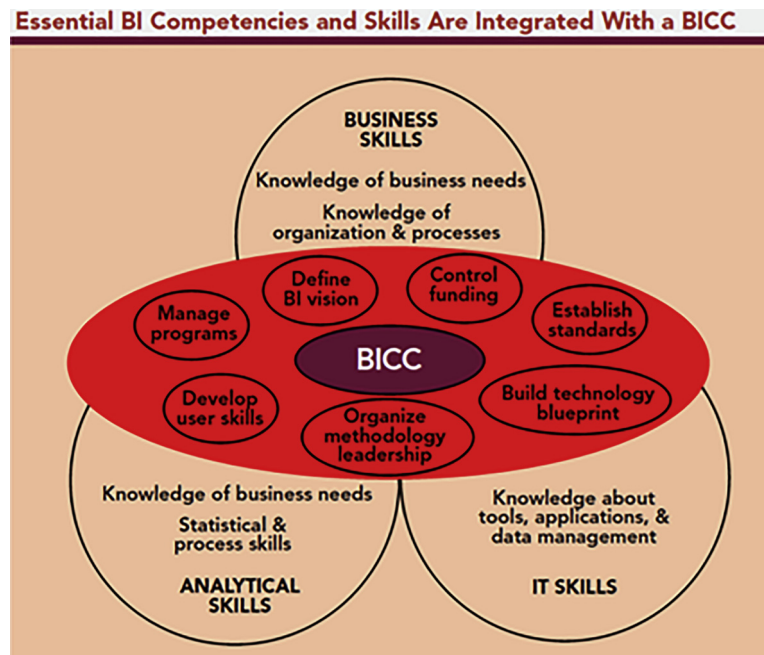 Essential BI Competencies and Skills Are Integrated With a BICC
BUSINESS
SKILLS
Knowledge of business needs
Knowledge of
organization & processes
Define
BI vision
Control
funding
Manage
programs
Establish
standards
BICC
Develop
user skills
Organize
methodology
leadership
Build technology
blueprint
Knowledge of business needs
Statistical &
process skills
ANALYTICAL
SKILLS
Knowledge about
tools, applications, &
data management
IT SKILLS